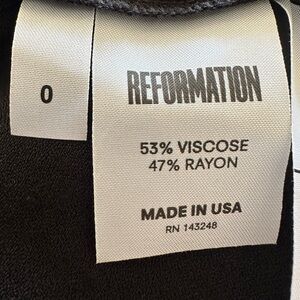 0
REFORMATION
53% VISCOSE
47% RAYON
MADE IN USA
RN 143248